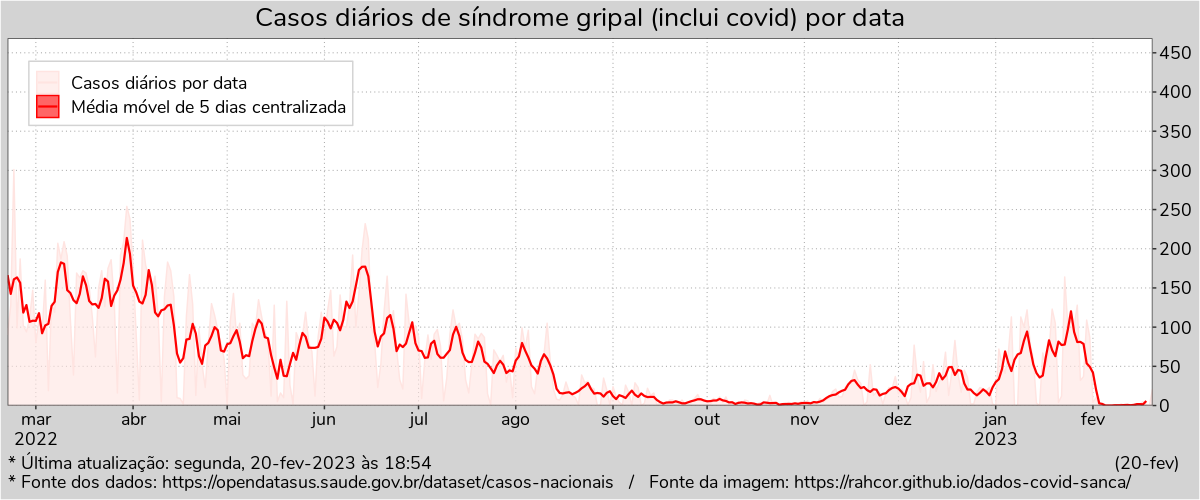 Casos diários de síndrome gripal (inclui covid) por data
Casos diários por data
Média móvel de 5 dias centralizada
450
400
350
300
250
200
150
100
50
0
mar abr mai jun jul ago set out nov dez jan fev
2022 2023
* Última atualização: segunda, 20-fev-2023 às 18:54 (20-fev)
* Fonte dos dados: https://opendatasus.saude.gov.br/dataset/casos-nacionais / Fonte da imagem: https://rahcor.github.io/dados-covid-sanca/